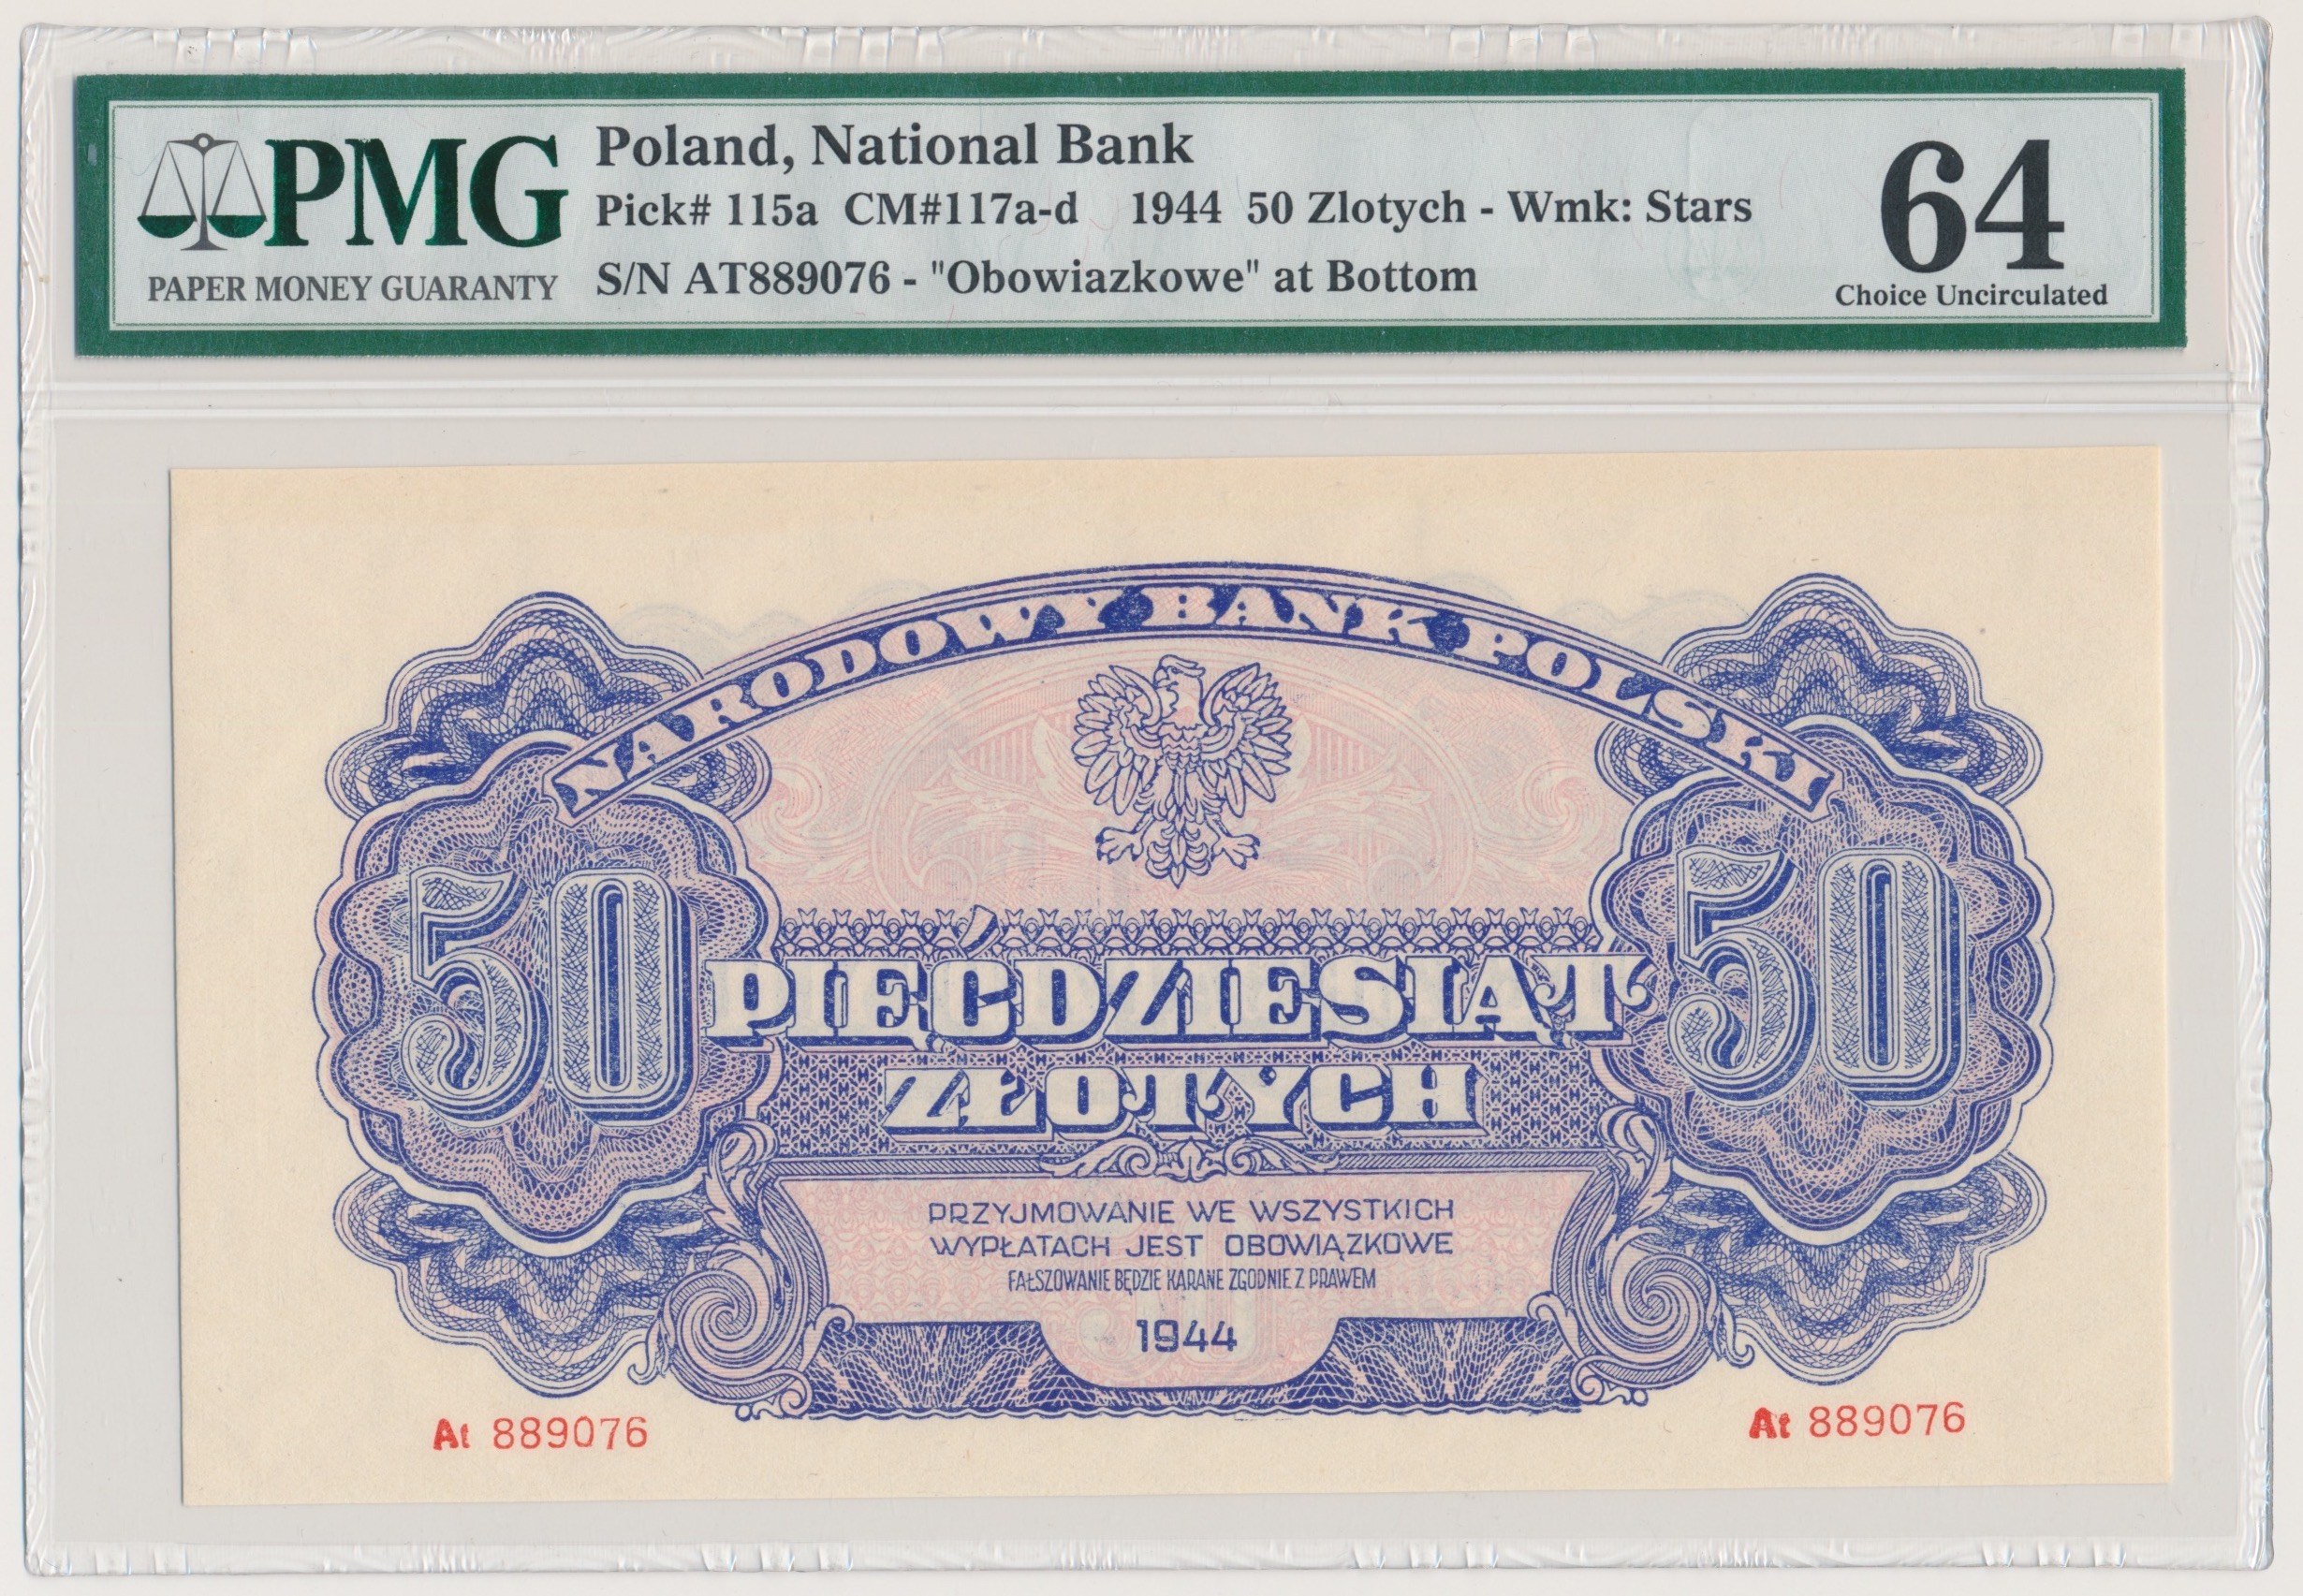 PMG
PAPER MONEY GUARANTY
Poland, National Bank
Pick# 115a CM#117a-d 1944 50 Zlotych - Wmk: Stars
S/N AT889076 - "Obowiazkowe" at Bottom
64
Choice Uncirculated
NARODOWY BANK POLSKI
50
50
PIĘĆDZIESIĄT
ZŁOTYCH
PRZYJMOWANIE WE WSZYSTKICH
WYPŁATACH JEST OBOWIĄZKOWE
FAŁSZOWANIE BĘDZIE KARANE ZGODNIE Z PRAWEM
1944
At 889076
At 889076